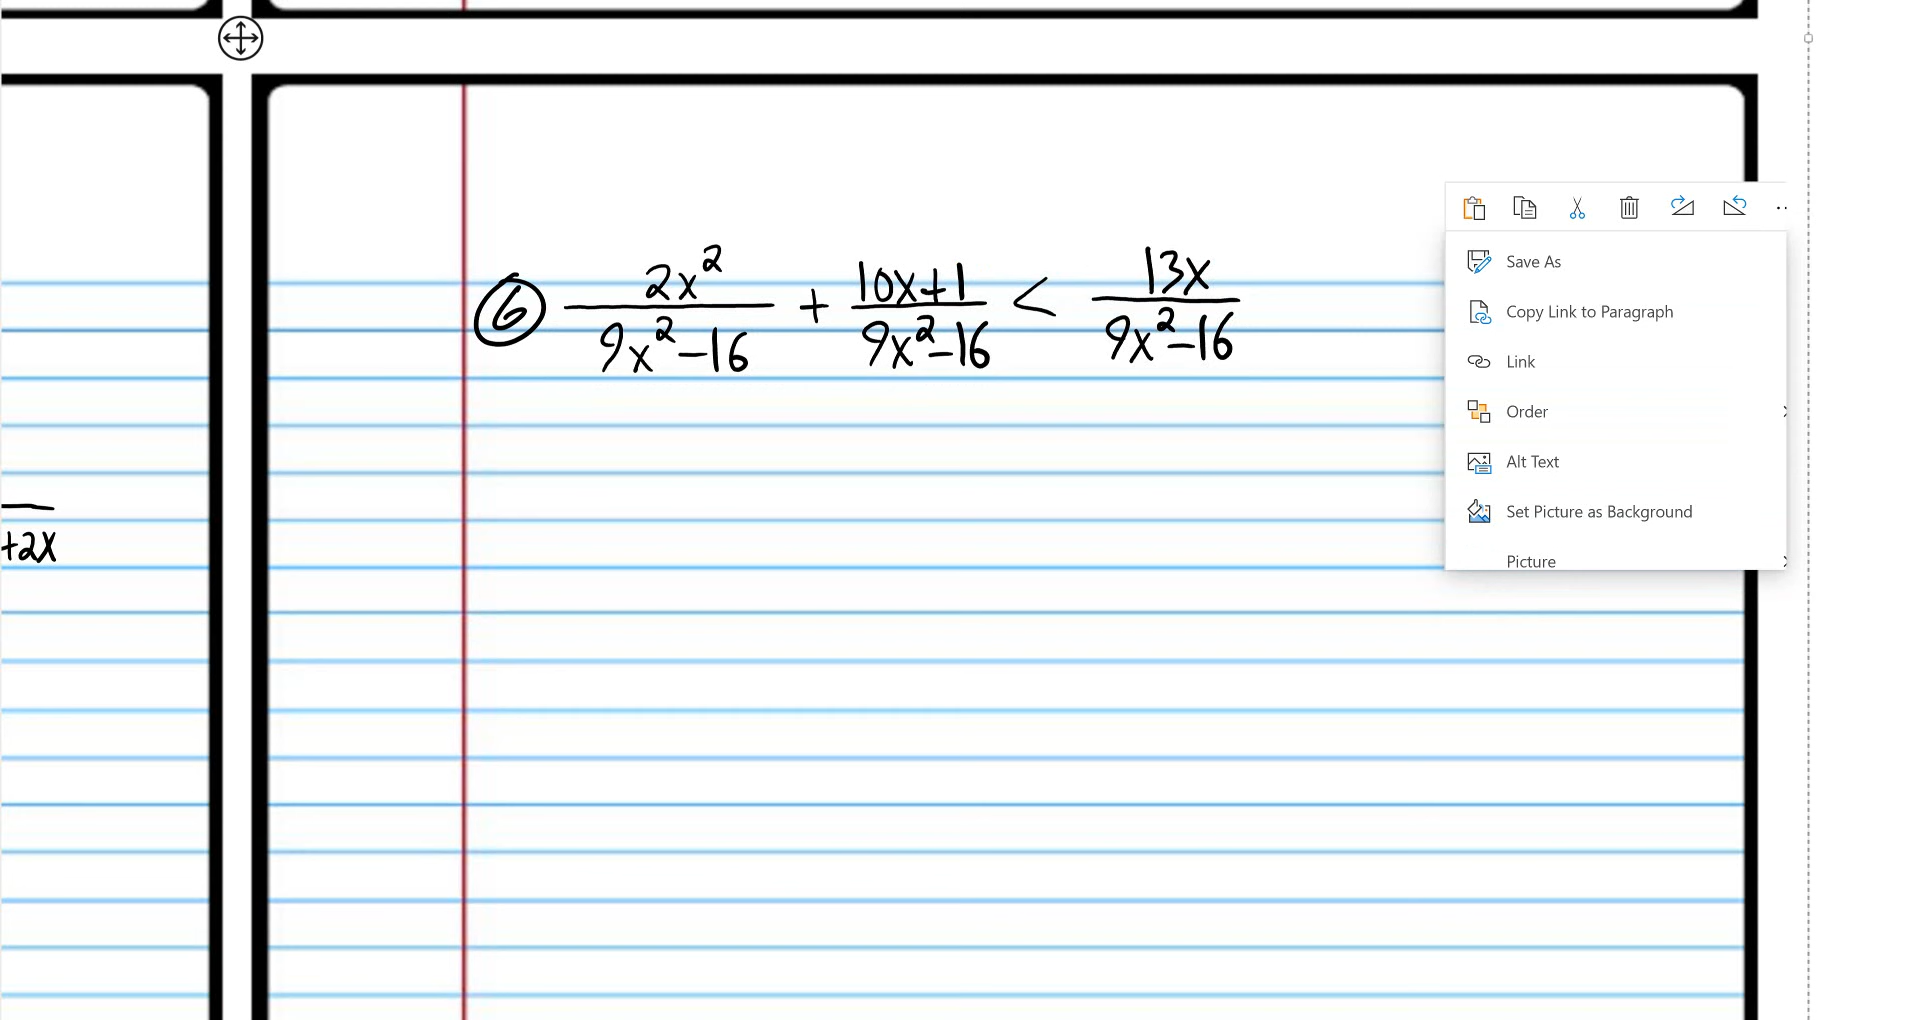 ⑥ 2x²/(9x²-16) + (10x+1)/(9x²-16) < 13x/(9x²-16)
+2x
Save As
Copy Link to Paragraph
Link
Order
Alt Text
Set Picture as Background
Picture